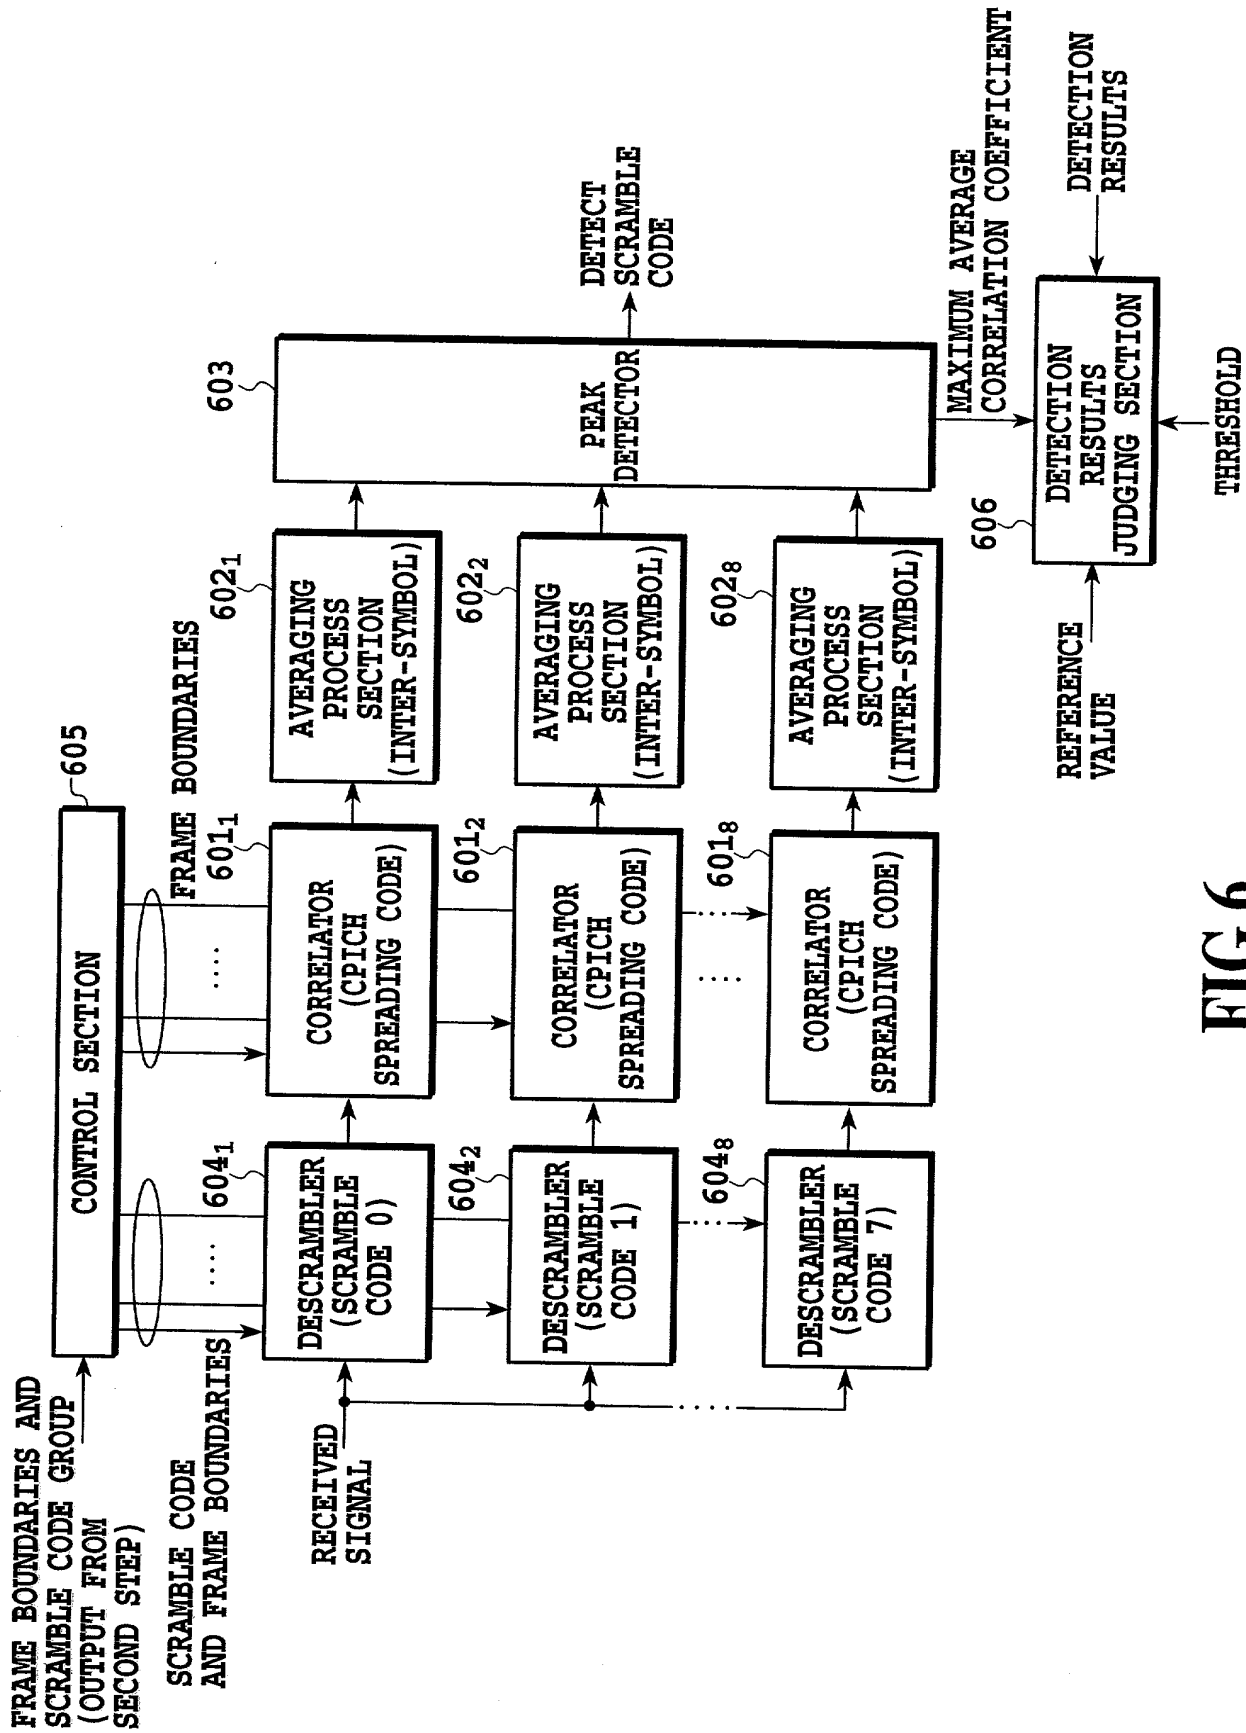 FRAME BOUNDARIES AND
SCRAMBLE CODE GROUP
(OUTPUT FROM
SECOND STEP)
CONTROL SECTION
605
SCRAMBLE CODE
AND FRAME BOUNDARIES
FRAME BOUNDARIES
RECEIVED
SIGNAL
604₁
DESCRAMBLER
(SCRAMBLE
CODE 0)
601₁
CORRELATOR
(CPICH
SPREADING CODE)
602₁
AVERAGING
PROCESS
SECTION
(INTER-SYMBOL)
604₂
DESCRAMBLER
(SCRAMBLE
CODE 1)
601₂
CORRELATOR
(CPICH
SPREADING CODE)
602₂
AVERAGING
PROCESS
SECTION
(INTER-SYMBOL)
604₈
DESCRAMBLER
(SCRAMBLE
CODE 7)
601₈
CORRELATOR
(CPICH
SPREADING CODE)
602₈
AVERAGING
PROCESS
SECTION
(INTER-SYMBOL)
603
PEAK
DETECTOR
DETECT
SCRAMBLE
CODE
MAXIMUM AVERAGE
CORRELATION COEFFICIENT
606
DETECTION
RESULTS
JUDGING SECTION
REFERENCE
VALUE
DETECTION
RESULTS
THRESHOLD
FIG.6